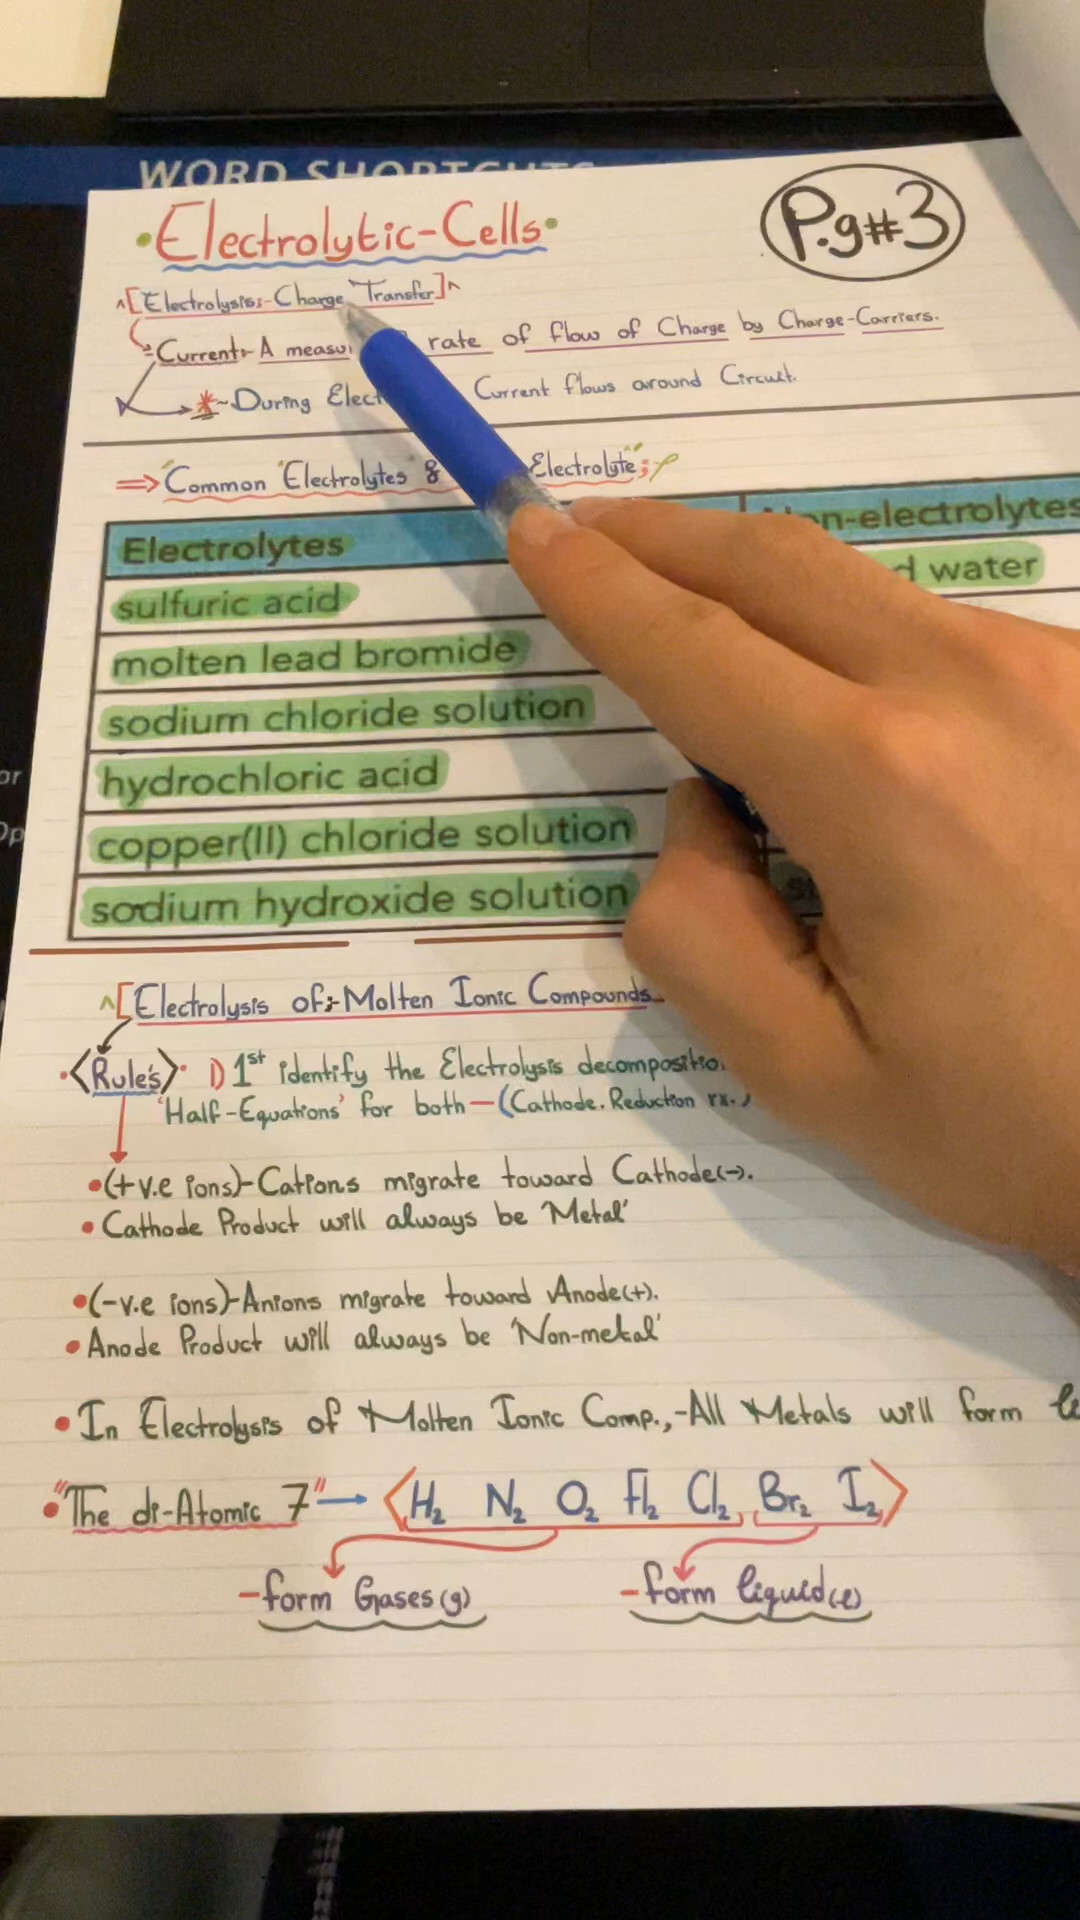 WORD SHORTCUTS
•Electrolytic-Cells•
P.g#3
^[Electrolysis:-Charge Transfer]^
Current:- A rate of flow of Charge by Charge-Carriers.
*~During Current flows around Circuit.
⇒ "Common "Electrolytes" & Electrolyte";
Electrolytes
Non-electrolytes
sulfuric acid
water
molten lead bromide
sodium chloride solution
hydrochloric acid
copper(II) chloride solution
sodium hydroxide solution
^[Electrolysis of:-Molten Ionic Compounds
•<Rule's>• 1) 1st identify the Electrolysis
'Half-Equations' for both—(Cathode. Reduction rx.
•(+v.e ions)-Cations migrate toward Cathode(-).
• Cathode Product will always be 'Metal'
•(-v.e ions)-Anions migrate toward Anode(+).
• Anode Product will always be 'Non-metal'
• In Electrolysis of Molten Ionic Comp.,-All Metals will form
•"The di-Atomic 7"→ <H₂ N₂ O₂ Fl₂ Cl₂, Br₂ I₂>
-form Gases(g)
-form liquid(l)